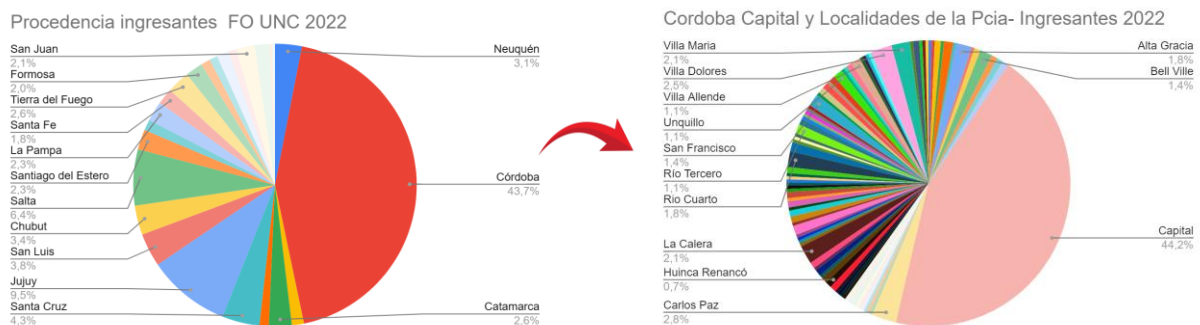 Procedencia ingresantes FO UNC 2022
San Juan
2,1%
Formosa
2,0%
Tierra del Fuego
2,6%
Santa Fe
1,8%
La Pampa
2,3%
Santiago del Estero
2,3%
Salta
6,4%
Chubut
3,4%
San Luis
3,8%
Jujuy
9,5%
Santa Cruz
4,3%
Neuquén
3,1%
Córdoba
43,7%
Catamarca
2,6%
Cordoba Capital y Localidades de la Pcia- Ingresantes 2022
Villa Maria
2,1%
Villa Dolores
2,5%
Villa Allende
1,1%
Unquillo
1,1%
San Francisco
1,4%
Río Tercero
1,1%
Rio Cuarto
1,8%
La Calera
2,1%
Huinca Renancó
0,7%
Carlos Paz
2,8%
Alta Gracia
1,8%
Bell Ville
1,4%
Capital
44,2%